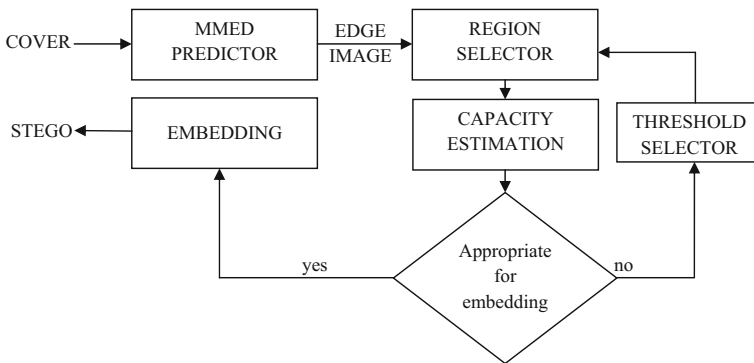 COVER
MMED
PREDICTOR
EDGE
IMAGE
REGION
SELECTOR
STEGO
EMBEDDING
CAPACITY
ESTIMATION
THRESHOLD
SELECTOR
yes
Appropriate
for
embedding
no